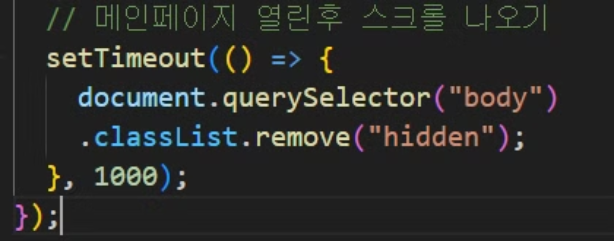 // 메인페이지 열린후 스크롤 나오기
setTimeout(() => {
document.querySelector("body")
.classList.remove("hidden");
}, 1000);
});